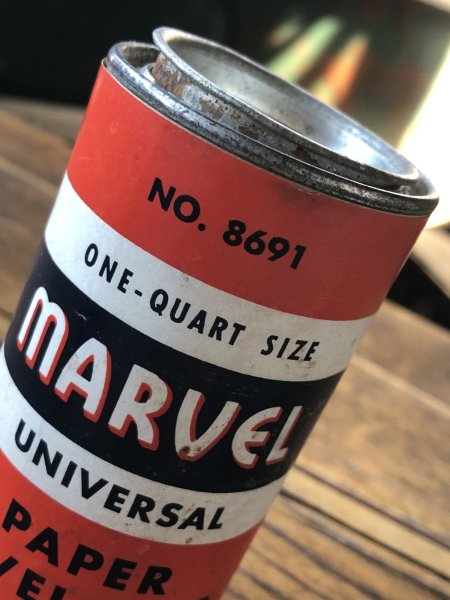 NO. 8691
ONE-QUART SIZE
MARVEL
UNIVERSAL
PAPER